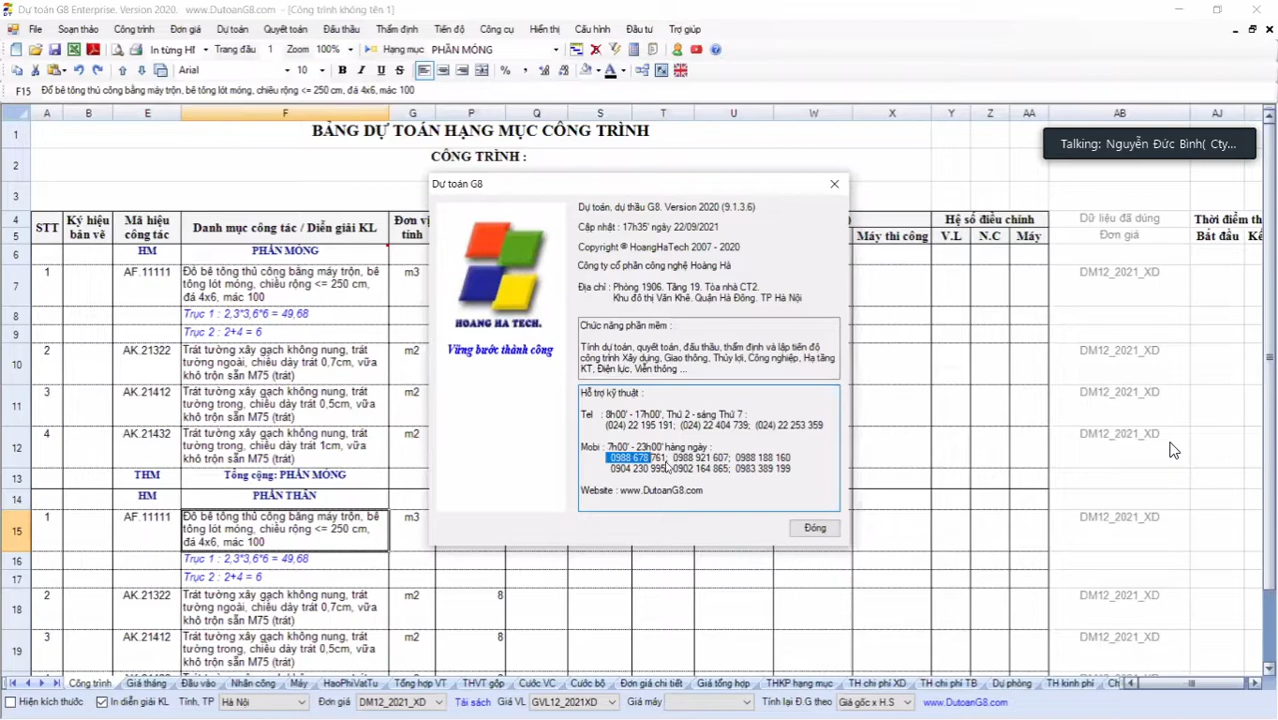 Dự toán G8 Enterprise. Version 2020.   www.DutoanG8.com - [Công trình không tên 1]
File Soạn thảo Công trình Đơn giá Dự toán Quyết toán Đấu thầu Thẩm định Tiến độ Công cụ Hiển thị Cấu hình Đầu tư Trợ giúp
In từng HI Trang đầu 1 Zoom 100% Hạng mục PHẦN MÓNG
Arial 10 B I U S %
F15 Đổ bê tông thủ công bằng máy trộn, bê tông lót móng, chiều rộng <= 250 cm, đá 4x6, mác 100
A B E F G P Q S T U W X Y Z AA AB AJ
1 BẢNG DỰ TOÁN HẠNG MỤC CÔNG TRÌNH
2 CÔNG TRÌNH :
Talking: Nguyễn Đức Bình( Cty...
3
4 Hệ số điều chỉnh Dữ liệu đã dùng Thời điểm th
STT Ký hiệu bản vẽ Mã hiệu công tác Danh mục công tác / Diễn giải KL Đơn vị tính
5 Máy thi công V.L N.C Máy Đơn giá Bắt đầu Kế
6 HM PHẦN MÓNG
7 1 AF.11111 Đổ bê tông thủ công bằng máy trộn, bê m3 DM12_2021_XD
tông lót móng, chiều rộng <= 250 cm,
đá 4x6, mác 100
8 Trục 1 : 2,3*3,6*6 = 49,68
9 Trục 2 : 2+4 = 6
10 2 AK.21322 Trát tường xây gạch không nung, trát m2 DM12_2021_XD
tường ngoài, chiều dày trát 0,7cm, vữa
khô trộn sẵn M75 (trát)
11 3 AK.21412 Trát tường xây gạch không nung, trát m2 DM12_2021_XD
tường trong, chiều dày trát 0,5cm, vữa
khô trộn sẵn M75 (trát)
12 4 AK.21432 Trát tường xây gạch không nung, trát m2 DM12_2021_XD
tường trong, chiều dày trát 1cm, vữa
khô trộn sẵn M75 (trát)
13 THM Tổng cộng: PHẦN MÓNG
14 HM PHẦN THÂN
15 1 AF.11111 Đổ bê tông thủ công bằng máy trộn, bê m3 DM12_2021_XD
tông lót móng, chiều rộng <= 250 cm,
đá 4x6, mác 100
16 Trục 1 : 2,3*3,6*6 = 49,68
17 Trục 2 : 2+4 = 6
18 2 AK.21322 Trát tường xây gạch không nung, trát m2 8 DM12_2021_XD
tường ngoài, chiều dày trát 0,7cm, vữa
khô trộn sẵn M75 (trát)
19 3 AK.21412 Trát tường xây gạch không nung, trát m2 8 DM12_2021_XD
tường trong, chiều dày trát 0,5cm, vữa
khô trộn sẵn M75 (trát)
Dự toán G8
HOANG HA TECH.
Vững bước thành công
Dự toán, dự thầu G8. Version 2020 (9.1.3.6)
Cập nhật : 17h35' ngày 22/09/2021
Copyright ® HoangHaTech 2007 - 2020
Công ty cổ phần công nghệ Hoàng Hà
Địa chỉ : Phòng 1906. Tầng 19. Tòa nhà CT2.
Khu đô thị Văn Khê. Quận Hà Đông. TP Hà Nội
Chức năng phần mềm :
Tính dự toán, quyết toán, đấu thầu, thẩm định và lập tiến độ
công trình Xây dựng, Giao thông, Thủy lợi, Công nghiệp, Hạ tầng
KT, Điện lực, Viễn thông ...
Hỗ trợ kỹ thuật :
Tel : 8h00' - 17h00', Thứ 2 - sáng Thứ 7 :
(024) 22 195 191; (024) 22 404 739; (024) 22 253 359
Mobi : 7h00' - 23h00' hàng ngày :
0988 678 761; 0988 921 607; 0988 188 160
0904 230 995; 0902 164 865; 0983 389 199
Website : www.DutoanG8.com
Đóng
Công trình Giá tháng Đầu vào Nhân công Máy HaoPhiVatTu Tổng hợp VT THVT gộp Cước VC Cước bộ Đơn giá chi tiết Giá tổng hợp THKP hạng mục TH chi phí XD TH chi phí TB Dự phòng TH kinh phí Ch
Hiện kích thước In diễn giải KL Tỉnh, TP Hà Nội Đơn giá DM12_2021_XD Tải sách Giá VL GVL12_2021XD Giá máy Tính lại Đ.G theo Giá gốc x H.S www.DutoanG8.com